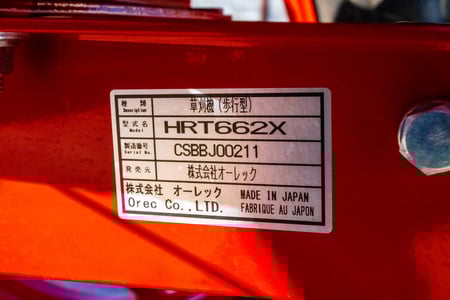 種類 草刈機(歩行型)
Description
型式名 HRT662X
Model
製造番号 CSBBJ00211
Serial No.
発売元 株式会社オーレック
株式会社 オーレック MADE IN JAPAN
Orec Co.,LTD. FABRIQUE AU JAPON